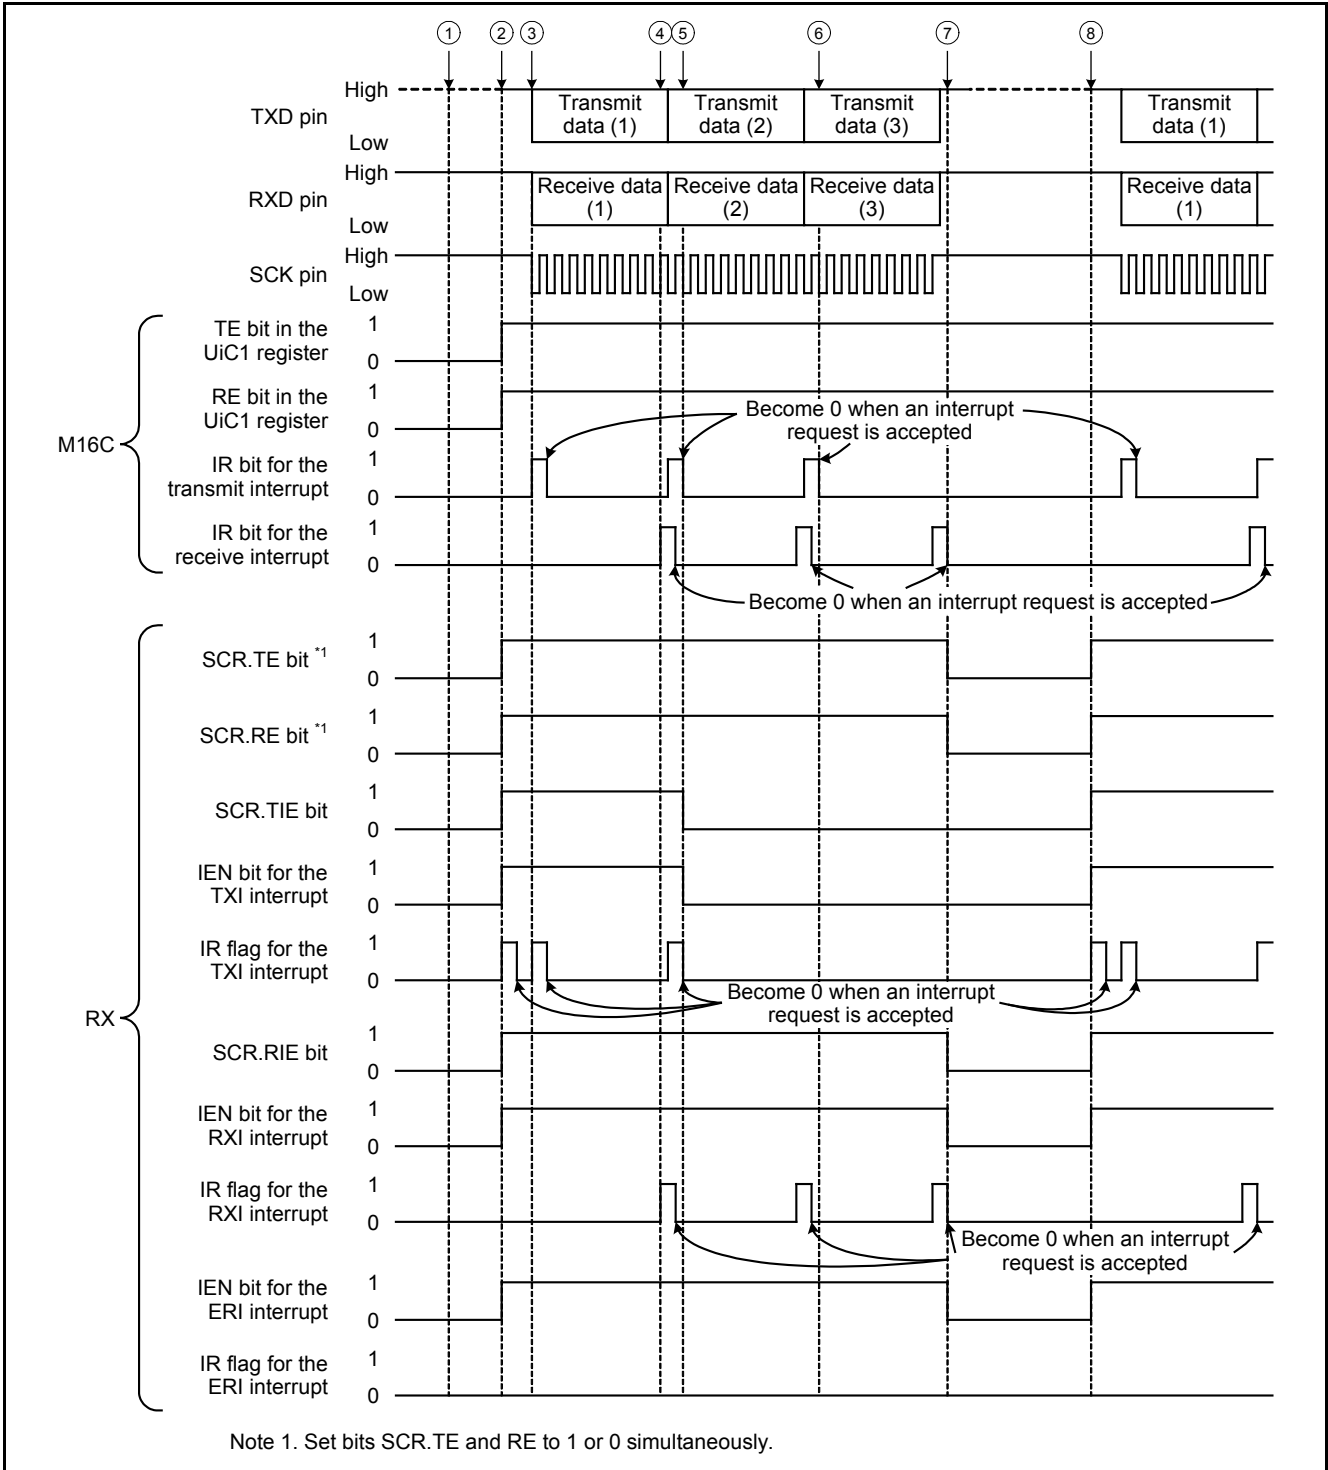 ① ② ③ ④ ⑤ ⑥ ⑦ ⑧
High
TXD pin
Low
Transmit
data (1)
Transmit
data (2)
Transmit
data (3)
Transmit
data (1)
High
RXD pin
Low
Receive data
(1)
Receive data
(2)
Receive data
(3)
Receive data
(1)
High
SCK pin
Low
M16C
TE bit in the
UiC1 register
1
0
RE bit in the
UiC1 register
1
0
Become 0 when an interrupt
request is accepted
IR bit for the
transmit interrupt
1
0
IR bit for the
receive interrupt
1
0
Become 0 when an interrupt request is accepted
RX
SCR.TE bit *1
1
0
SCR.RE bit *1
1
0
SCR.TIE bit
1
0
IEN bit for the
TXI interrupt
1
0
IR flag for the
TXI interrupt
1
0
Become 0 when an interrupt
request is accepted
SCR.RIE bit
1
0
IEN bit for the
RXI interrupt
1
0
IR flag for the
RXI interrupt
1
0
Become 0 when an interrupt
request is accepted
IEN bit for the
ERI interrupt
1
0
IR flag for the
ERI interrupt
1
0
Note 1. Set bits SCR.TE and RE to 1 or 0 simultaneously.